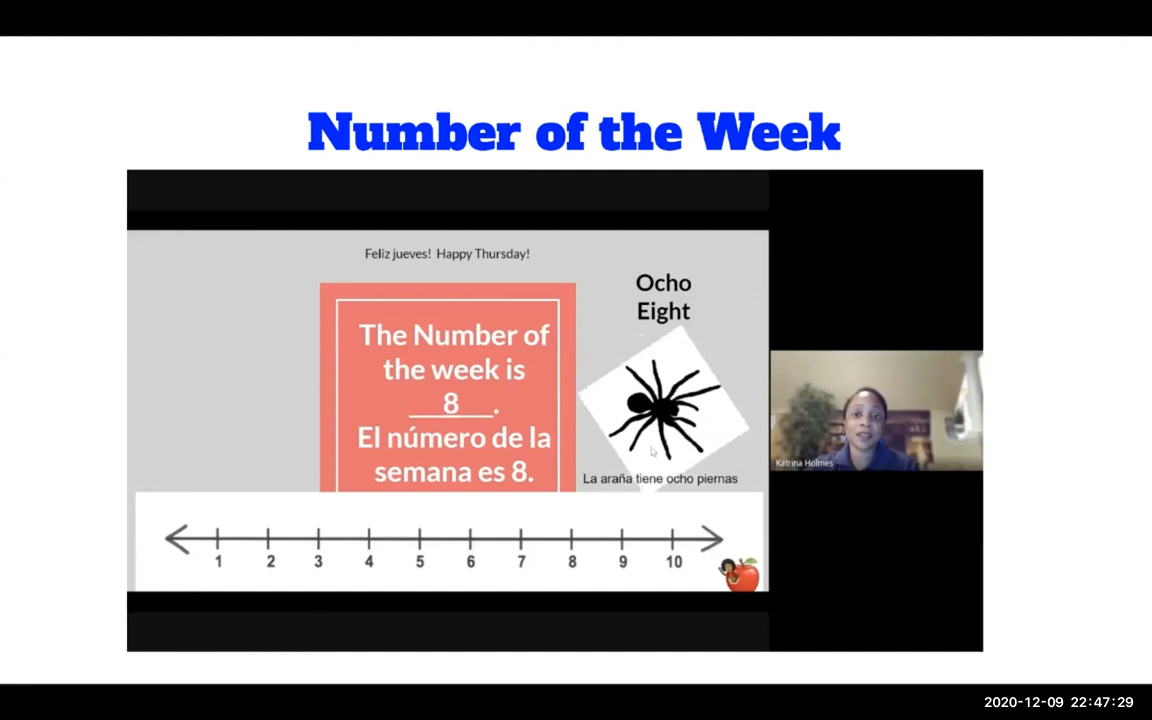 Number of the Week
Feliz jueves! Happy Thursday!
Ocho
Eight
The Number of
the week is
8.
El número de la
semana es 8.
La araña tiene ocho piernas
1 2 3 4 5 6 7 8 9 10
Katrina Holmes
2020-12-09 22:47:29